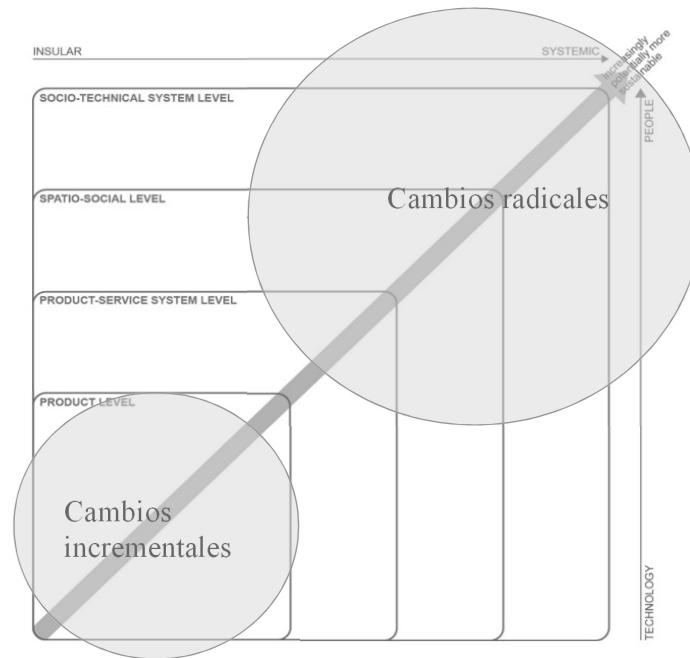 INSULAR
SYSTEMIC
Increasingly
potentially more
sustainable
SOCIO-TECHNICAL SYSTEM LEVEL
PEOPLE
SPATIO-SOCIAL LEVEL
Cambios radicales
PRODUCT-SERVICE SYSTEM LEVEL
PRODUCT LEVEL
Cambios
incrementales
TECHNOLOGY